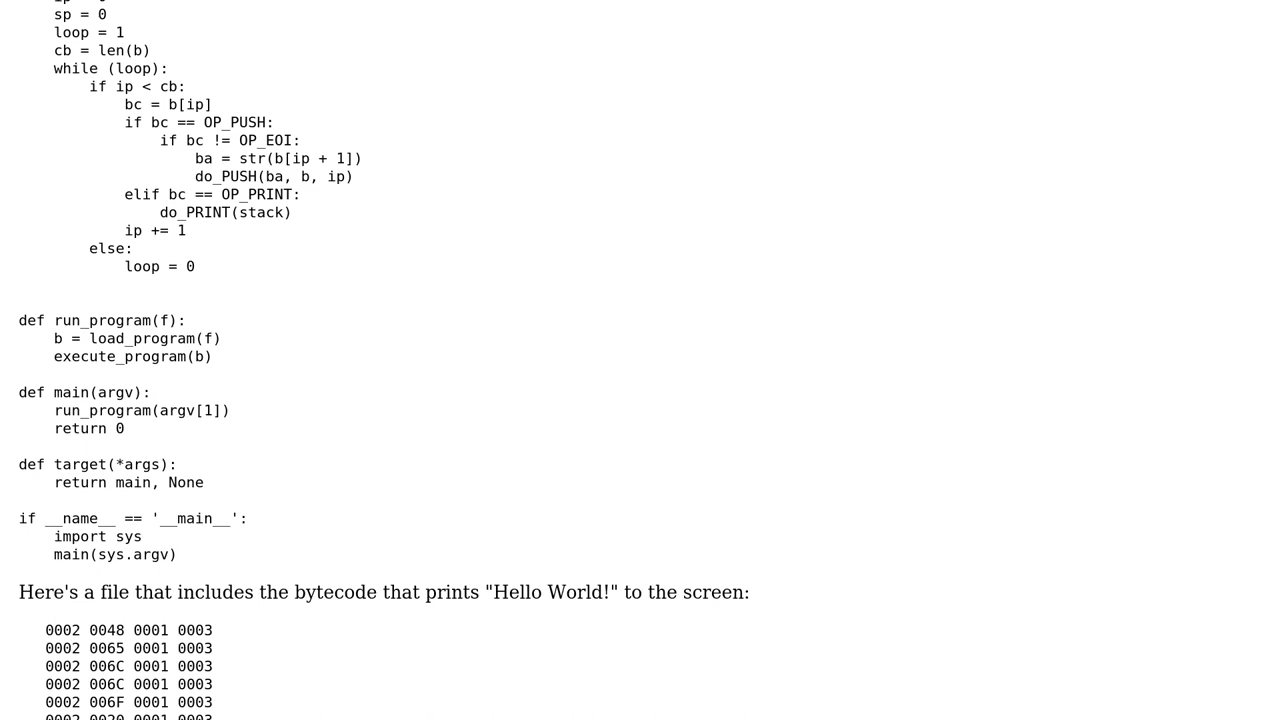 sp = 0
    loop = 1
    cb = len(b)
    while (loop):
        if ip < cb:
            bc = b[ip]
            if bc == OP_PUSH:
                if bc != OP_EOI:
                    ba = str(b[ip + 1])
                    do_PUSH(ba, b, ip)
            elif bc == OP_PRINT:
                do_PRINT(stack)
            ip += 1
        else:
            loop = 0
def run_program(f):
    b = load_program(f)
    execute_program(b)
def main(argv):
    run_program(argv[1])
    return 0
def target(*args):
    return main, None
if __name__ == '__main__':
    import sys
    main(sys.argv)
Here's a file that includes the bytecode that prints "Hello World!" to the screen:
   0002 0048 0001 0003
   0002 0065 0001 0003
   0002 006C 0001 0003
   0002 006C 0001 0003
   0002 006F 0001 0003
   0002 0020 0001 0003